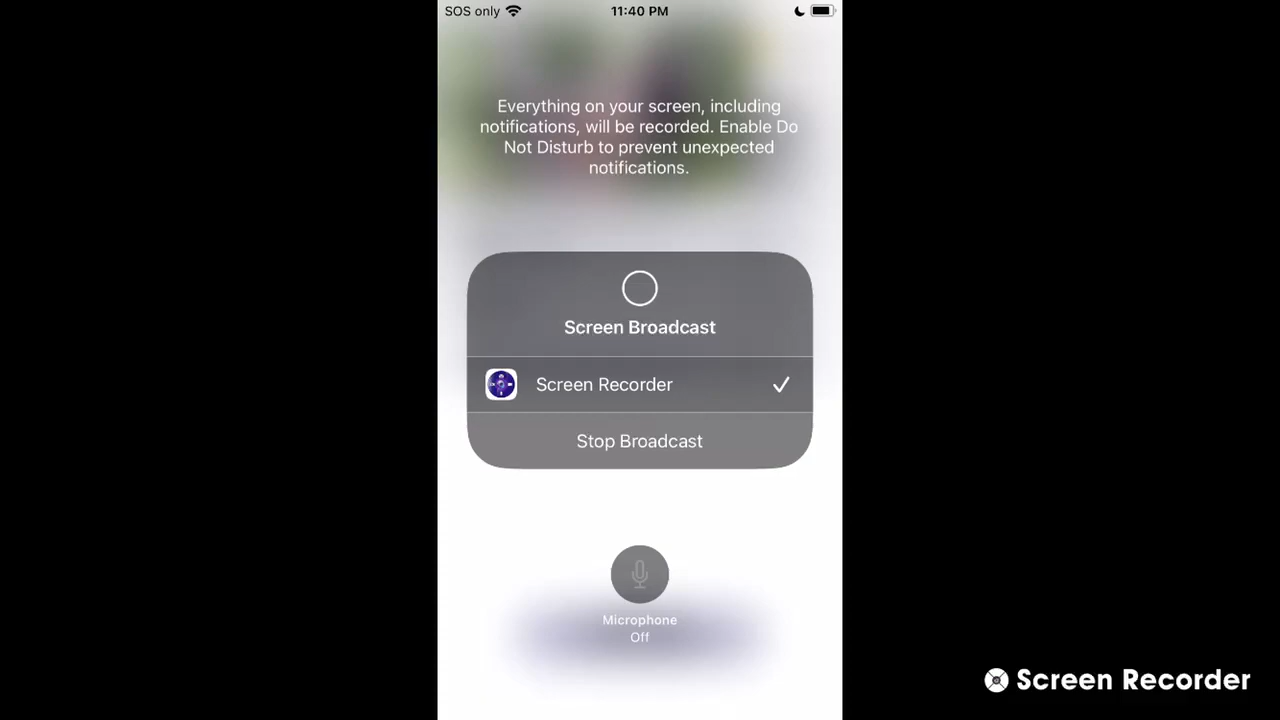 SOS only
11:40 PM
Everything on your screen, including
notifications, will be recorded. Enable Do
Not Disturb to prevent unexpected
notifications.
Screen Broadcast
Screen Recorder
Stop Broadcast
Microphone
Off
Screen Recorder